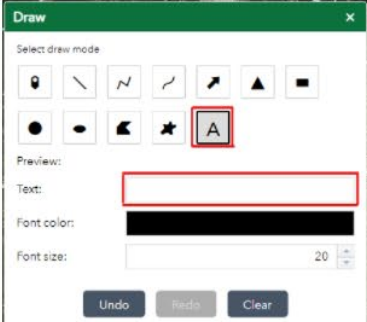 Draw ×
Select draw mode
A
Preview:
Text:
Font color:
Font size: 20
Undo Redo Clear